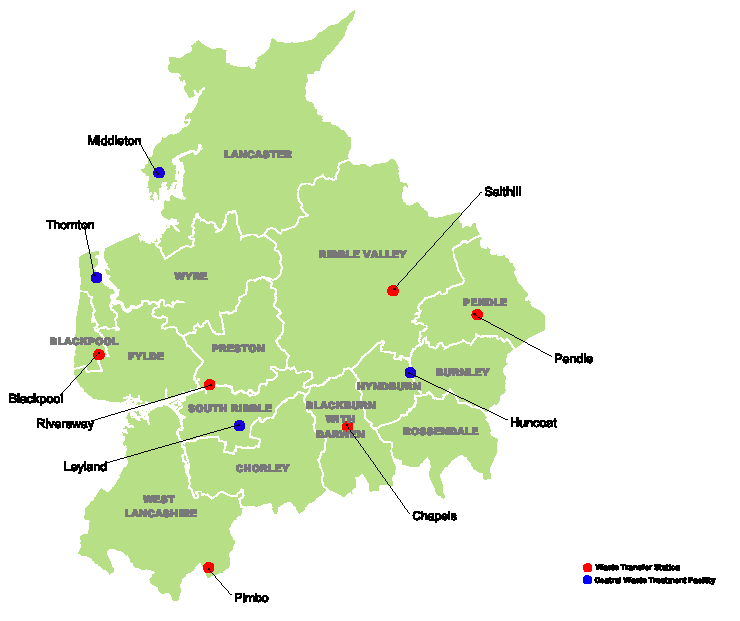 Middleton
LANCASTER
Salthill
Thornton
RIBBLE VALLEY
WYRE
PENDLE
BLACKPOOL
FYLDE
PRESTON
Pendle
BURNLEY
HYNDBURN
Blackpool
Riversway
SOUTH RIBBLE
BLACKBURN
WITH
DARWEN
Huncoat
ROSSENDALE
Leyland
CHORLEY
WEST
LANCASHIRE
Chapels
Waste Transfer Station
Central Waste Treatment Facility
Pimbo